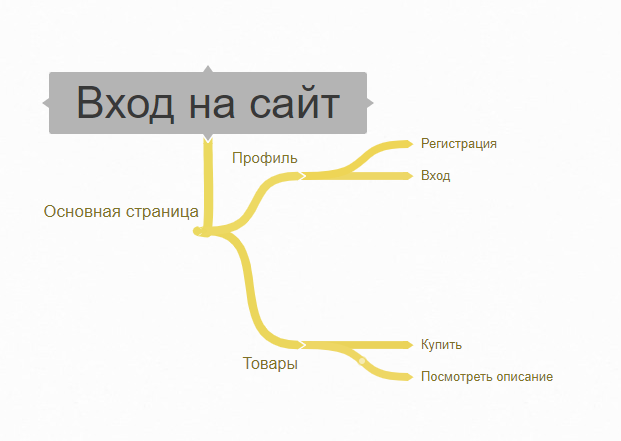 Вход на сайт
Профиль
Регистрация
Вход
Основная страница
Товары
Купить
Посмотреть описание